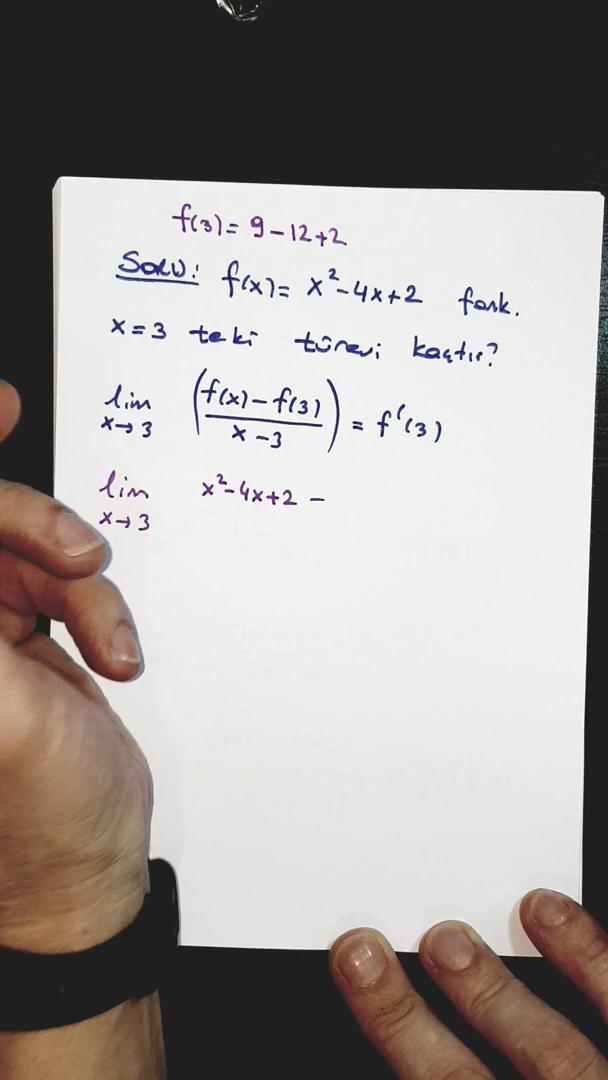 f(3) = 9 - 12 + 2
Soru: f(x) = x² - 4x + 2 fonk.
x = 3 teki türevi kaçtır?
lim x→3 ( (f(x) - f(3)) / (x - 3) ) = f'(3)
lim x→3 x² - 4x + 2 -